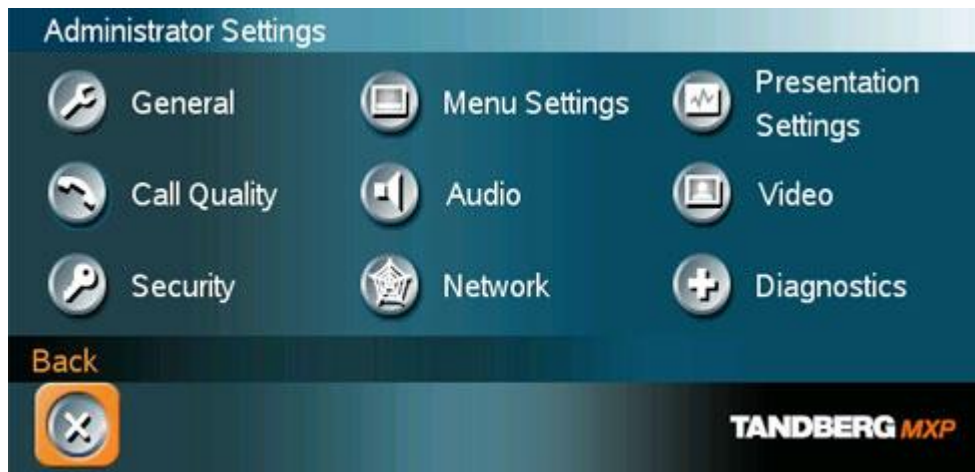 Administrator Settings
General
Menu Settings
Presentation
Settings
Call Quality
Audio
Video
Security
Network
Diagnostics
Back
TANDBERG MXP